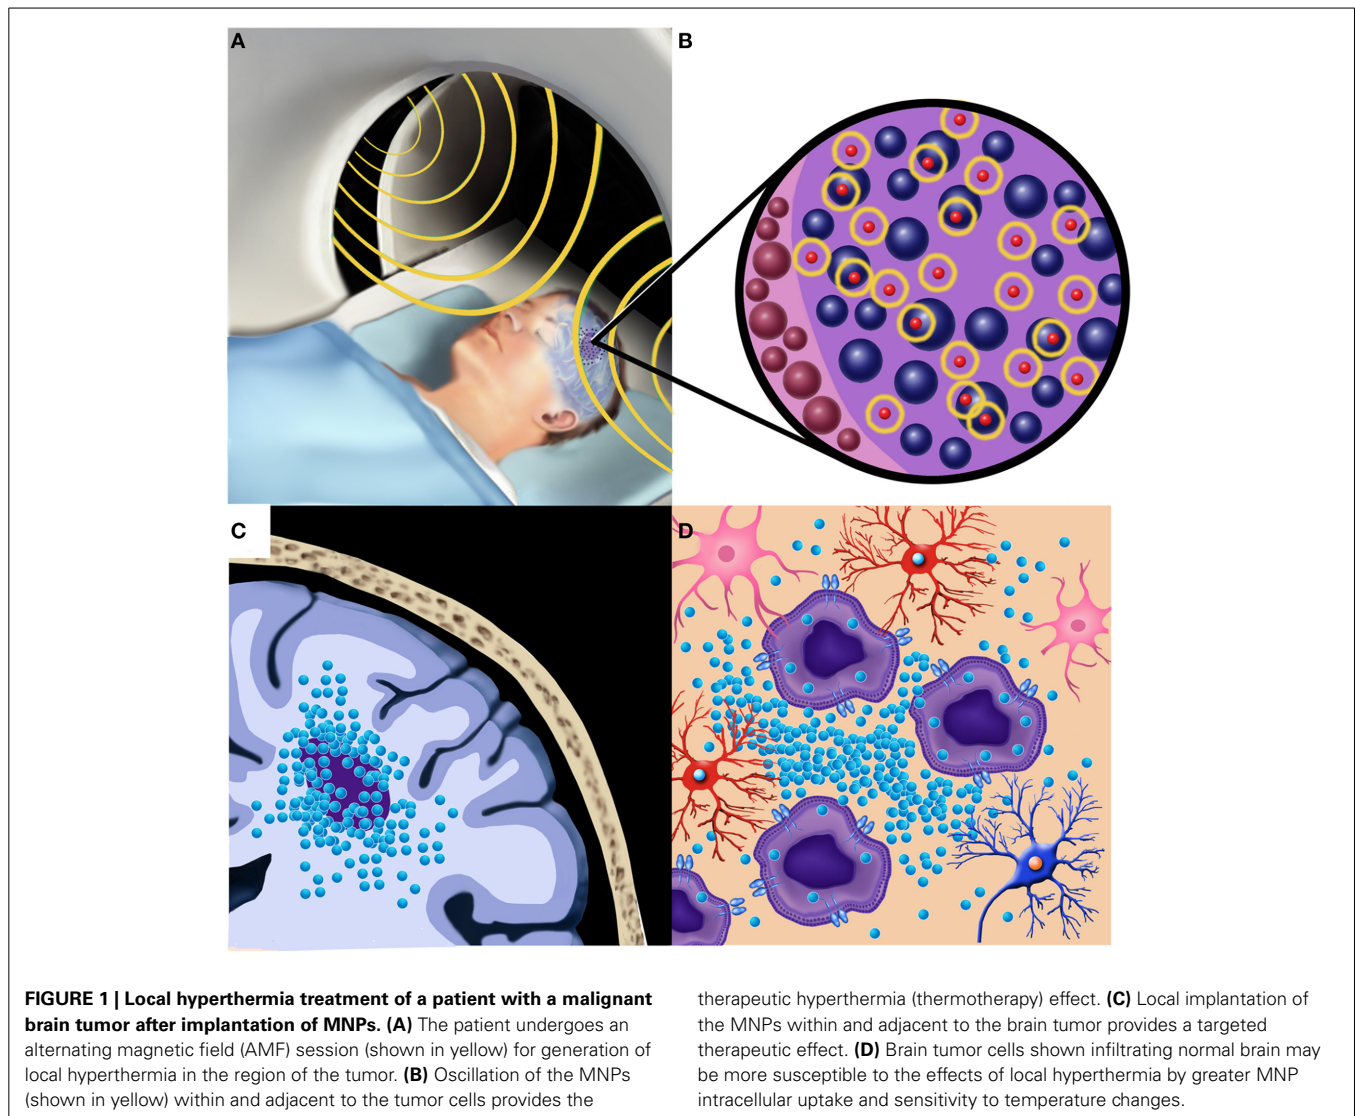 A
B
C
D
FIGURE 1 | Local hyperthermia treatment of a patient with a malignant
brain tumor after implantation of MNPs. (A) The patient undergoes an
alternating magnetic field (AMF) session (shown in yellow) for generation of
local hyperthermia in the region of the tumor. (B) Oscillation of the MNPs
(shown in yellow) within and adjacent to the tumor cells provides the
therapeutic hyperthermia (thermotherapy) effect. (C) Local implantation of
the MNPs within and adjacent to the brain tumor provides a targeted
therapeutic effect. (D) Brain tumor cells shown infiltrating normal brain may
be more susceptible to the effects of local hyperthermia by greater MNP
intracellular uptake and sensitivity to temperature changes.